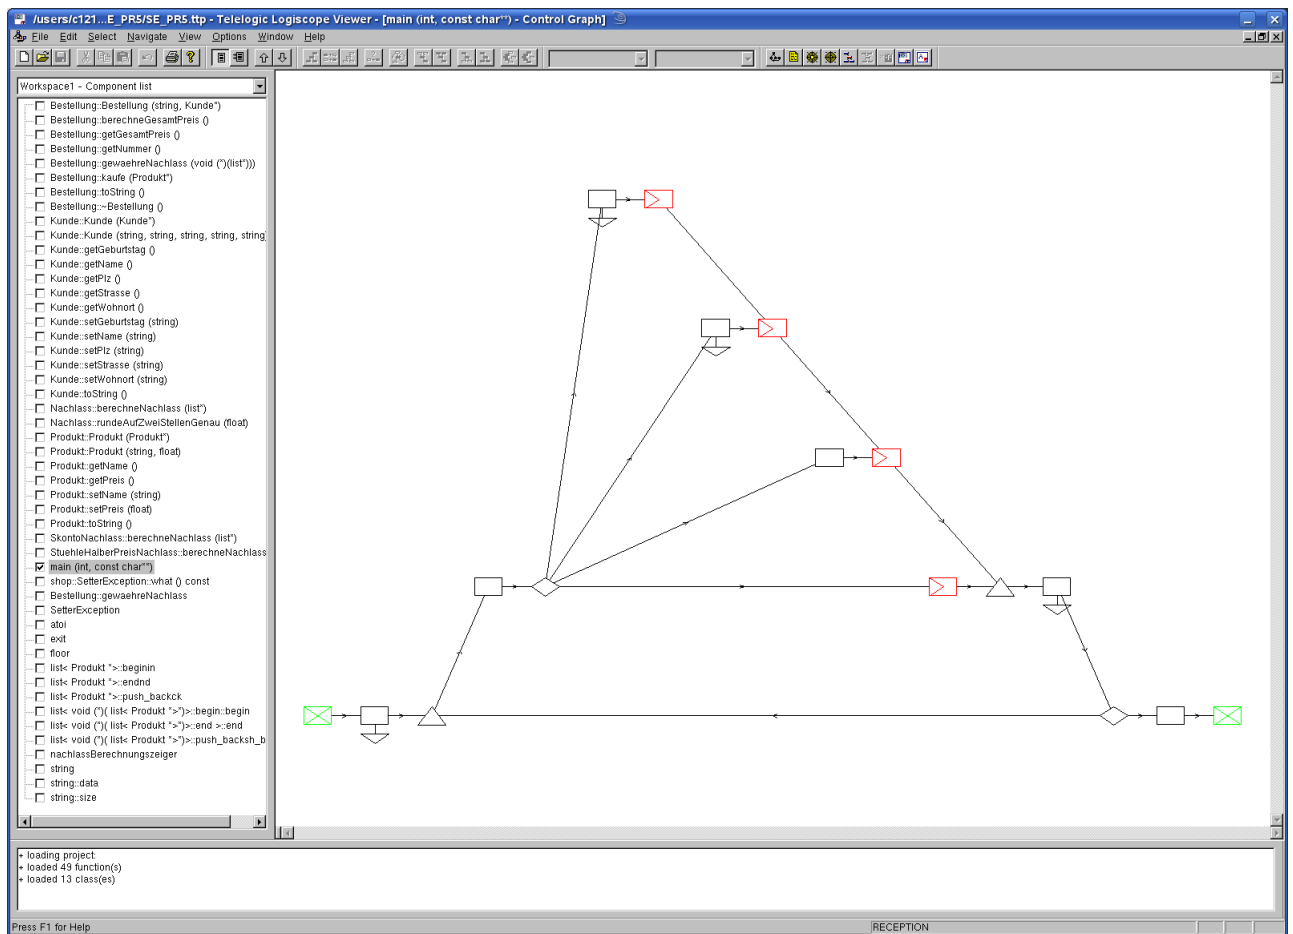 /users/c121...E_PR5/SE_PR5.ttp - Telelogic Logiscope Viewer - [main (int, const char**) - Control Graph]
File Edit Select Navigate View Options Window Help
Workspace1 - Component list
Bestellung::Bestellung (string, Kunde*)
Bestellung::berechneGesamtPreis ()
Bestellung::getGesamtPreis ()
Bestellung::getNummer ()
Bestellung::gewaehreNachlass (void (*)(list*)))
Bestellung::kaufe (Produkt*)
Bestellung::toString ()
Bestellung::~Bestellung ()
Kunde::Kunde (Kunde*)
Kunde::Kunde (string, string, string, string, string
Kunde::getGeburtstag ()
Kunde::getName ()
Kunde::getPlz ()
Kunde::getStrasse ()
Kunde::getWohnort ()
Kunde::setGeburtstag (string)
Kunde::setName (string)
Kunde::setPlz (string)
Kunde::setStrasse (string)
Kunde::setWohnort (string)
Kunde::toString ()
Nachlass::berechneNachlass (list*)
Nachlass::rundeAufZweiStellenGenau (float)
Produkt::Produkt (Produkt*)
Produkt::Produkt (string, float)
Produkt::getName ()
Produkt::getPreis ()
Produkt::setName (string)
Produkt::setPreis (float)
Produkt::toString ()
SkontoNachlass::berechneNachlass (list*)
StuehleHalberPreisNachlass::berechneNachlass
main (int, const char**)
shop::SetterException::what () const
Bestellung::gewaehreNachlass
SetterException
atoi
exit
floor
list< Produkt *>::beginin
list< Produkt *>::endnd
list< Produkt *>::push_backck
list< void (*)( list< Produkt *>*)>::begin::begin
list< void (*)( list< Produkt *>*)>::end >::end
list< void (*)( list< Produkt *>*)>::push_backsh_b
nachlassBerechnungszeiger
string
string::data
string::size
+ loading project:
+ loaded 49 function(s)
+ loaded 13 class(es)
Press F1 for Help RECEPTION